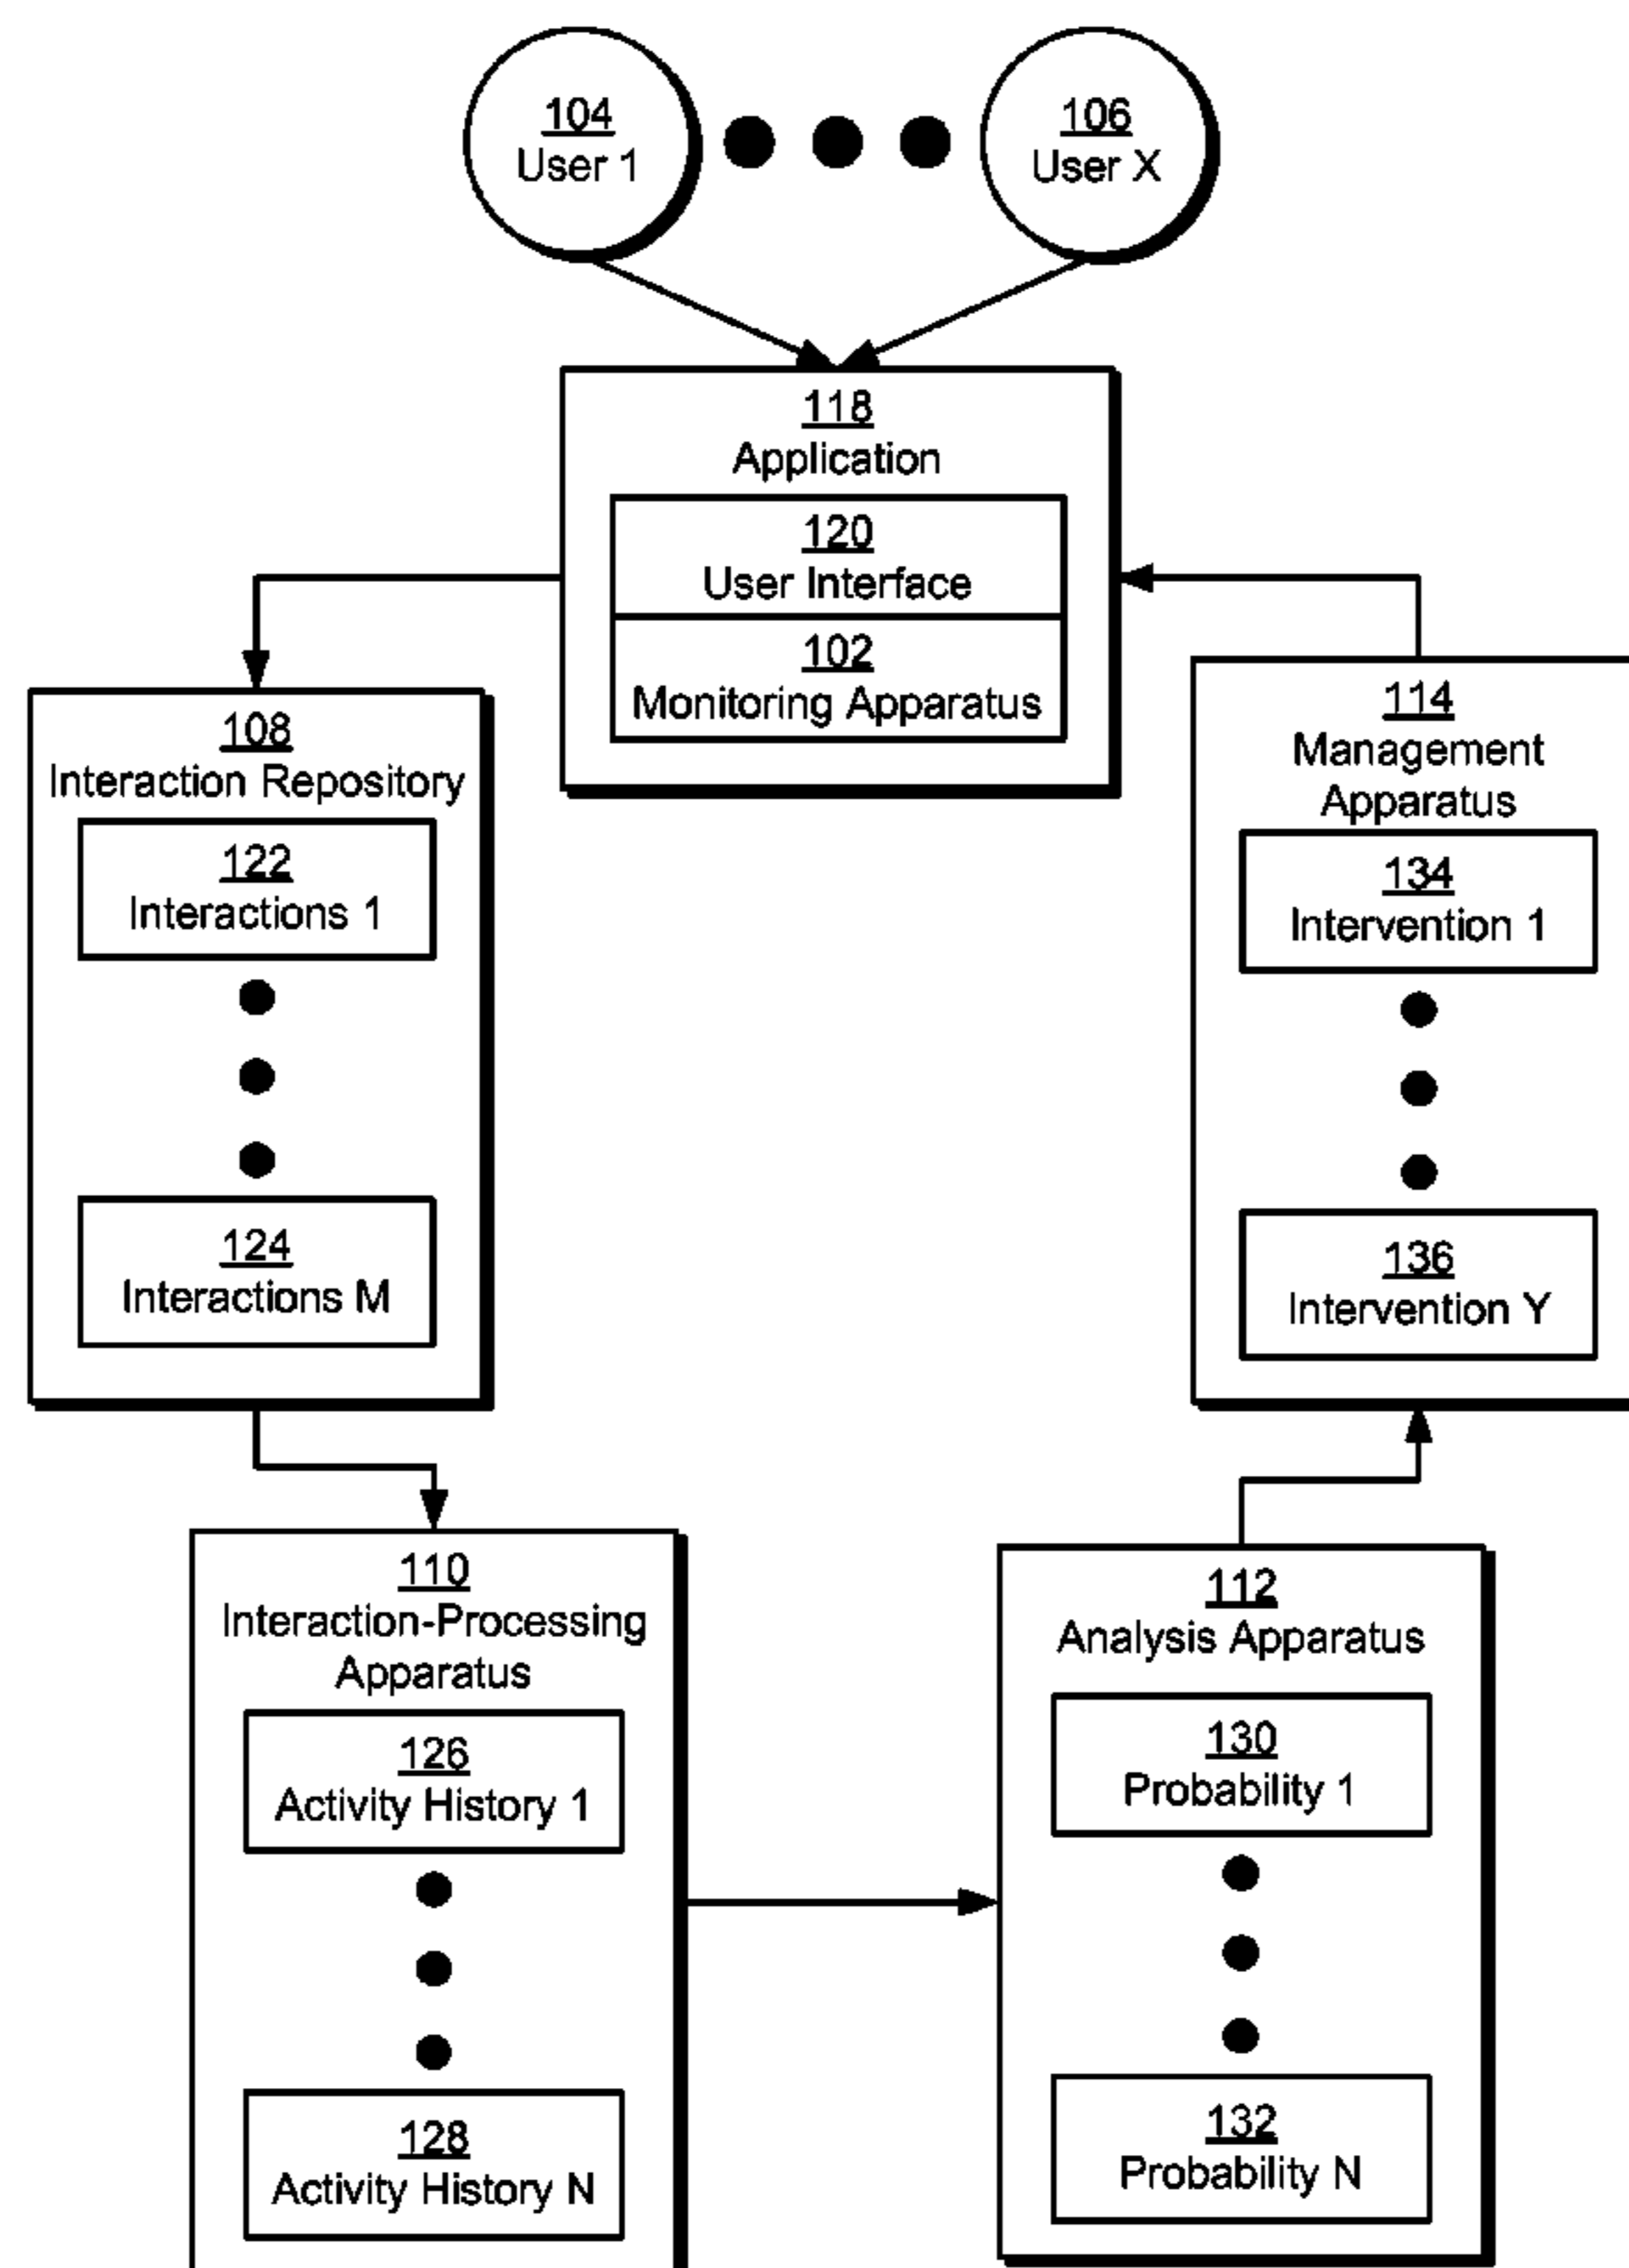 104
User 1
106
User X
118
Application
120
User Interface
102
Monitoring Apparatus
108
Interaction Repository
122
Interactions 1
124
Interactions M
114
Management
Apparatus
134
Intervention 1
136
Intervention Y
110
Interaction-Processing
Apparatus
126
Activity History 1
128
Activity History N
112
Analysis Apparatus
130
Probability 1
132
Probability N